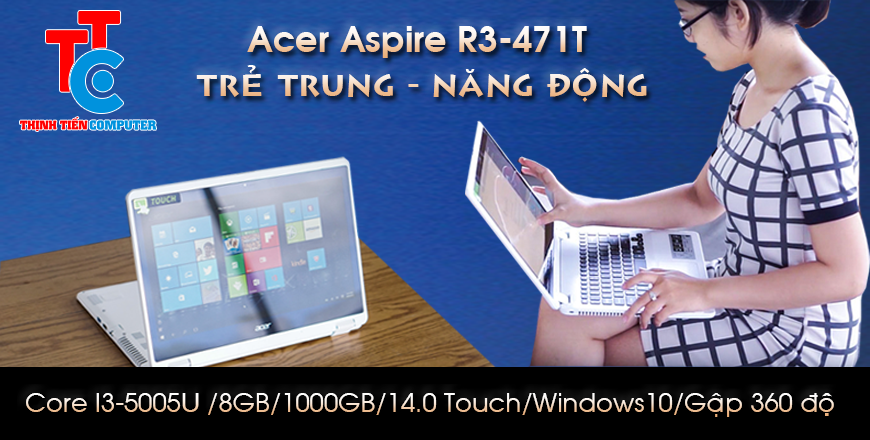 TTC
THỊNH TIẾN COMPUTER
Acer Aspire R3-471T
TRẺ TRUNG - NĂNG ĐỘNG
TOUCH
acer
Core I3-5005U /8GB/1000GB/14.0 Touch/Windows10/Gập 360 độ